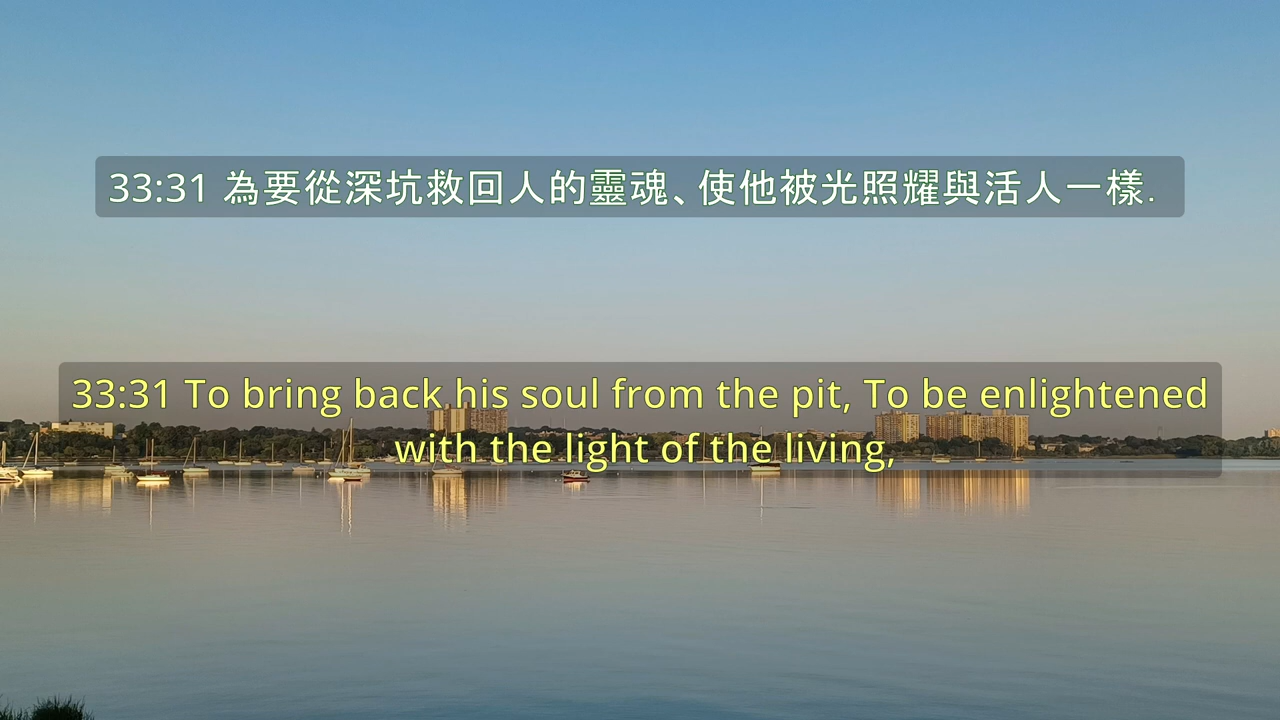 33:31 為要從深坑救回人的靈魂、使他被光照耀與活人一樣.
33:31 To bring back his soul from the pit, To be enlightened
with the light of the living,